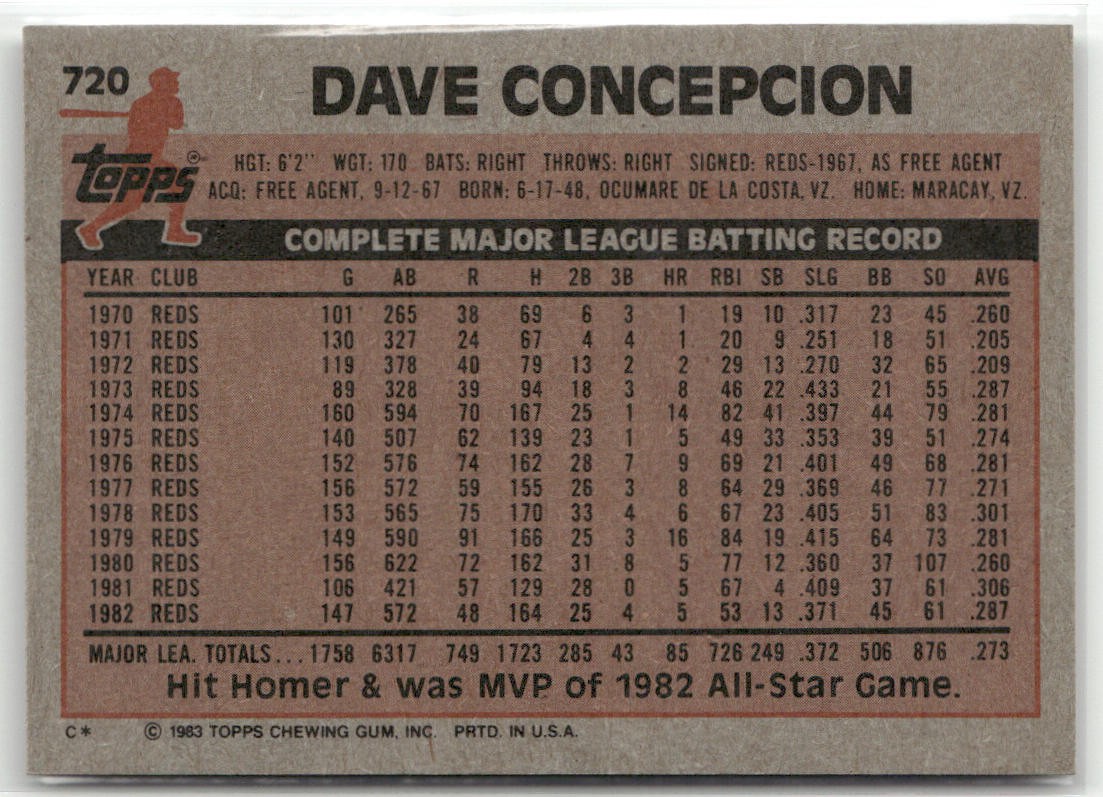 720
DAVE CONCEPCION
Topps ®
HGT: 6'2" WGT: 170 BATS: RIGHT THROWS: RIGHT SIGNED: REDS-1967, AS FREE AGENT
ACQ: FREE AGENT, 9-12-67 BORN: 6-17-48, OCUMARE DE LA COSTA, VZ. HOME: MARACAY, VZ.
COMPLETE MAJOR LEAGUE BATTING RECORD
YEAR CLUB G AB R H 2B 3B HR RBI SB SLG BB SO AVG
1970 REDS 101 265 38 69 6 3 1 19 10 .317 23 45 .260
1971 REDS 130 327 24 67 4 4 1 20 9 .251 18 51 .205
1972 REDS 119 378 40 79 13 2 2 29 13 .270 32 65 .209
1973 REDS 89 328 39 94 18 3 8 46 22 .433 21 55 .287
1974 REDS 160 594 70 167 25 1 14 82 41 .397 44 79 .281
1975 REDS 140 507 62 139 23 1 5 49 33 .353 39 51 .274
1976 REDS 152 576 74 162 28 7 9 69 21 .401 49 68 .281
1977 REDS 156 572 59 155 26 3 8 64 29 .369 46 77 .271
1978 REDS 153 565 75 170 33 4 6 67 23 .405 51 83 .301
1979 REDS 149 590 91 166 25 3 16 84 19 .415 64 73 .281
1980 REDS 156 622 72 162 31 8 5 77 12 .360 37 107 .260
1981 REDS 106 421 57 129 28 0 5 67 4 .409 37 61 .306
1982 REDS 147 572 48 164 25 4 5 53 13 .371 45 61 .287
MAJOR LEA. TOTALS... 1758 6317 749 1723 285 43 85 726 249 .372 506 876 .273
Hit Homer & was MVP of 1982 All-Star Game.
C* © 1983 TOPPS CHEWING GUM, INC. PRTD. IN U.S.A.